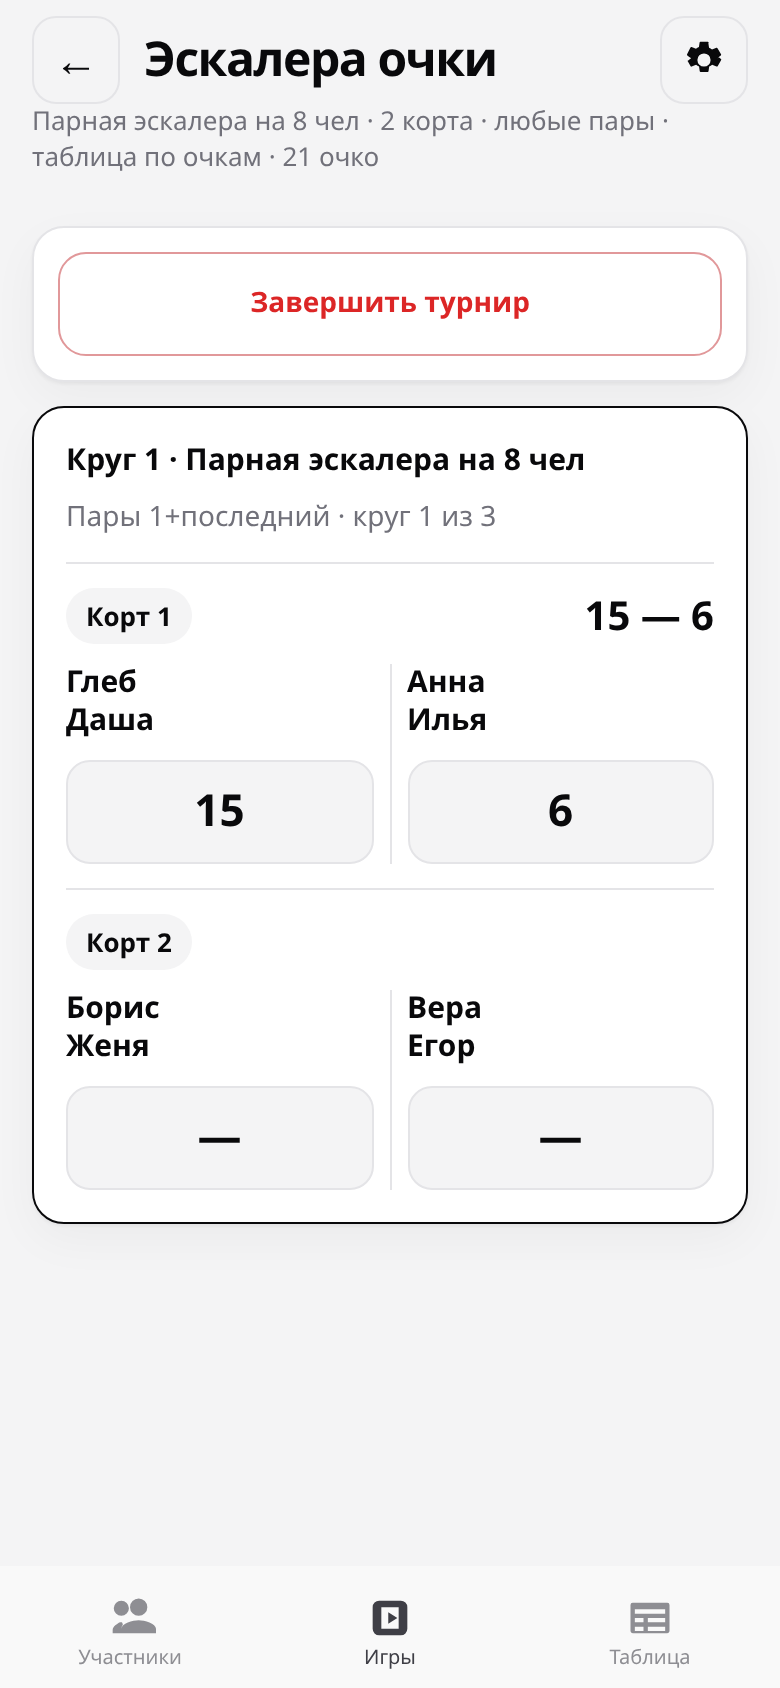 ← Эскалера очки
Парная эскалера на 8 чел · 2 корта · любые пары ·
таблица по очкам · 21 очко
Завершить турнир
Круг 1 · Парная эскалера на 8 чел
Пары 1+последний · круг 1 из 3
Корт 1 15 — 6
Глеб Анна
Даша Илья
15 6
Корт 2
Борис Вера
Женя Егор
— —
Участники Игры Таблица